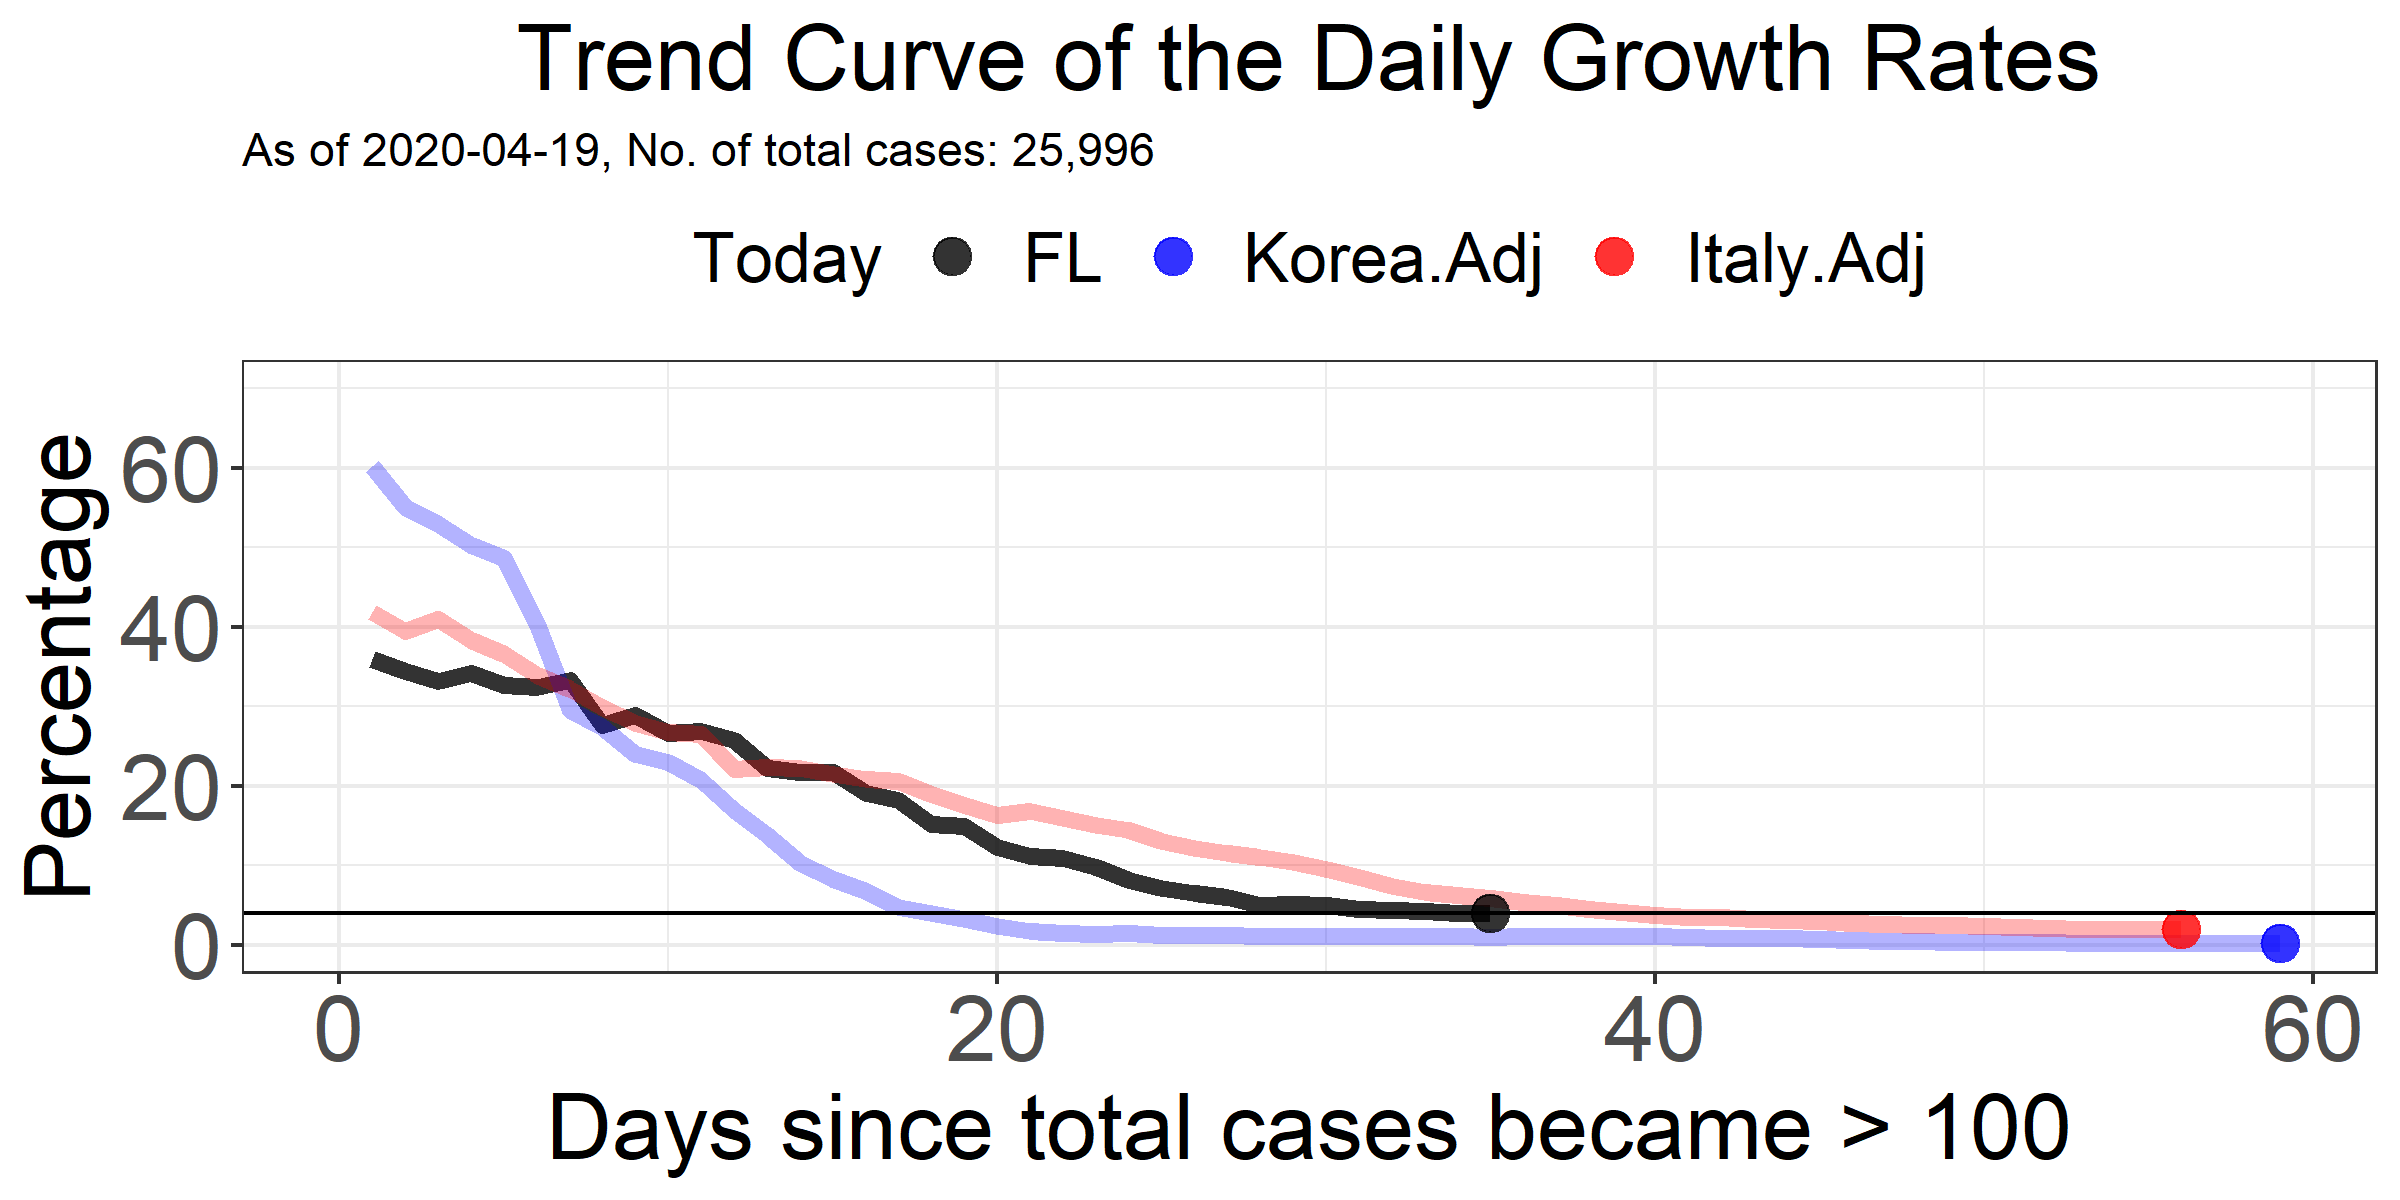 Trend Curve of the Daily Growth Rates
As of 2020-04-19, No. of total cases: 25,996
Today FL Korea.Adj Italy.Adj
Percentage
60
40
20
0
0 20 40 60
Days since total cases became > 100